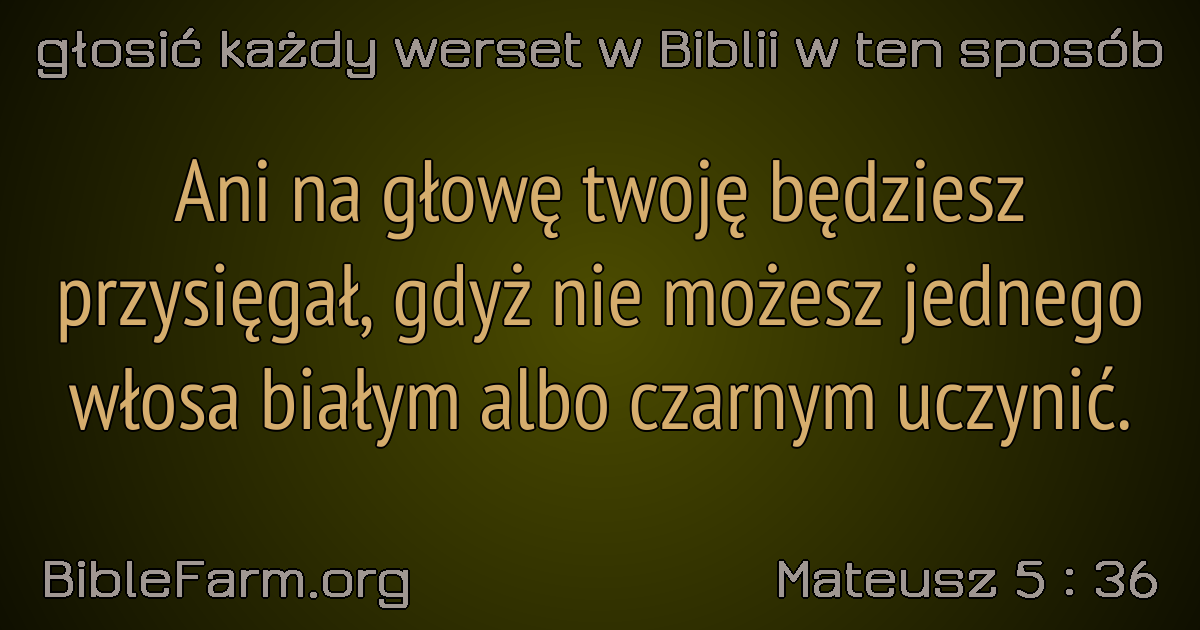 głosić każdy werset w Biblii w ten sposób
Ani na głowę twoję będziesz
przysięgał, gdyż nie możesz jednego
włosa białym albo czarnym uczynić.
BibleFarm.org
Mateusz 5 : 36